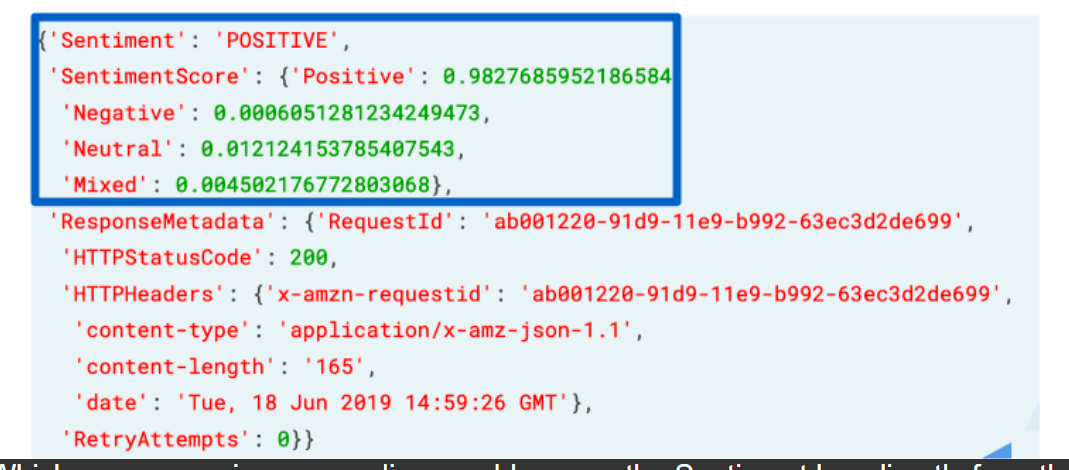 {'Sentiment': 'POSITIVE',
'SentimentScore': {'Positive': 0.9827685952186584
'Negative': 0.0006051281234249473,
'Neutral': 0.012124153785407543,
'Mixed': 0.0045021776772803068},
'ResponseMetadata': {'RequestId': 'ab001220-91d9-11e9-b992-63ec3d2de699',
'HTTPStatusCode': 200,
'HTTPHeaders': {'x-amzn-requestid': 'ab001220-91d9-11e9-b992-63ec3d2de699',
'content-type': 'application/x-amz-json-1.1',
'content-length': '165',
'date': 'Tue, 18 Jun 2019 14:59:26 GMT'},
'RetryAttempts': 0}}